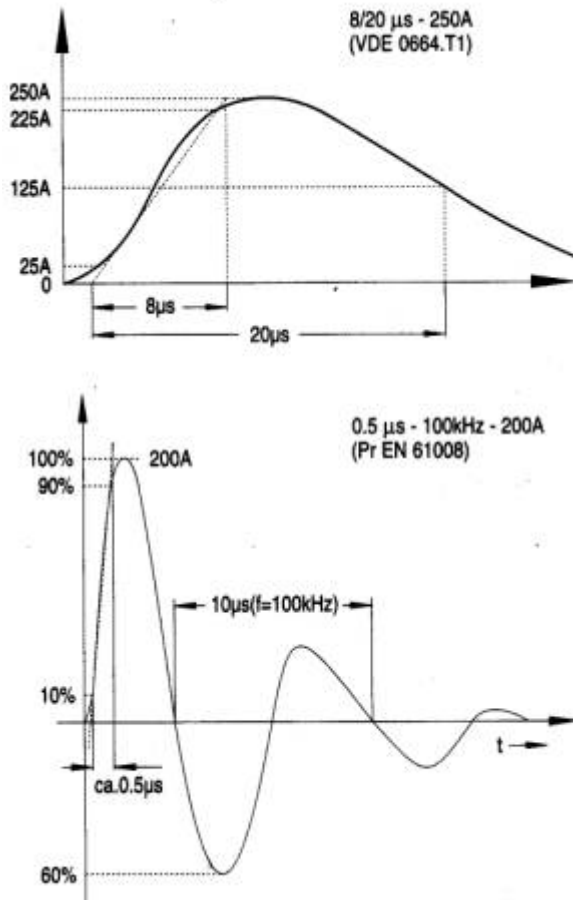 8/20 µs - 250A
(VDE 0664.T1)
250A
225A
125A
25A
0
8µs
20µs
0.5 µs - 100kHz - 200A
(Pr EN 61008)
100%
200A
90%
10µs(f=100kHz)
10%
t
ca.0.5µs
60%